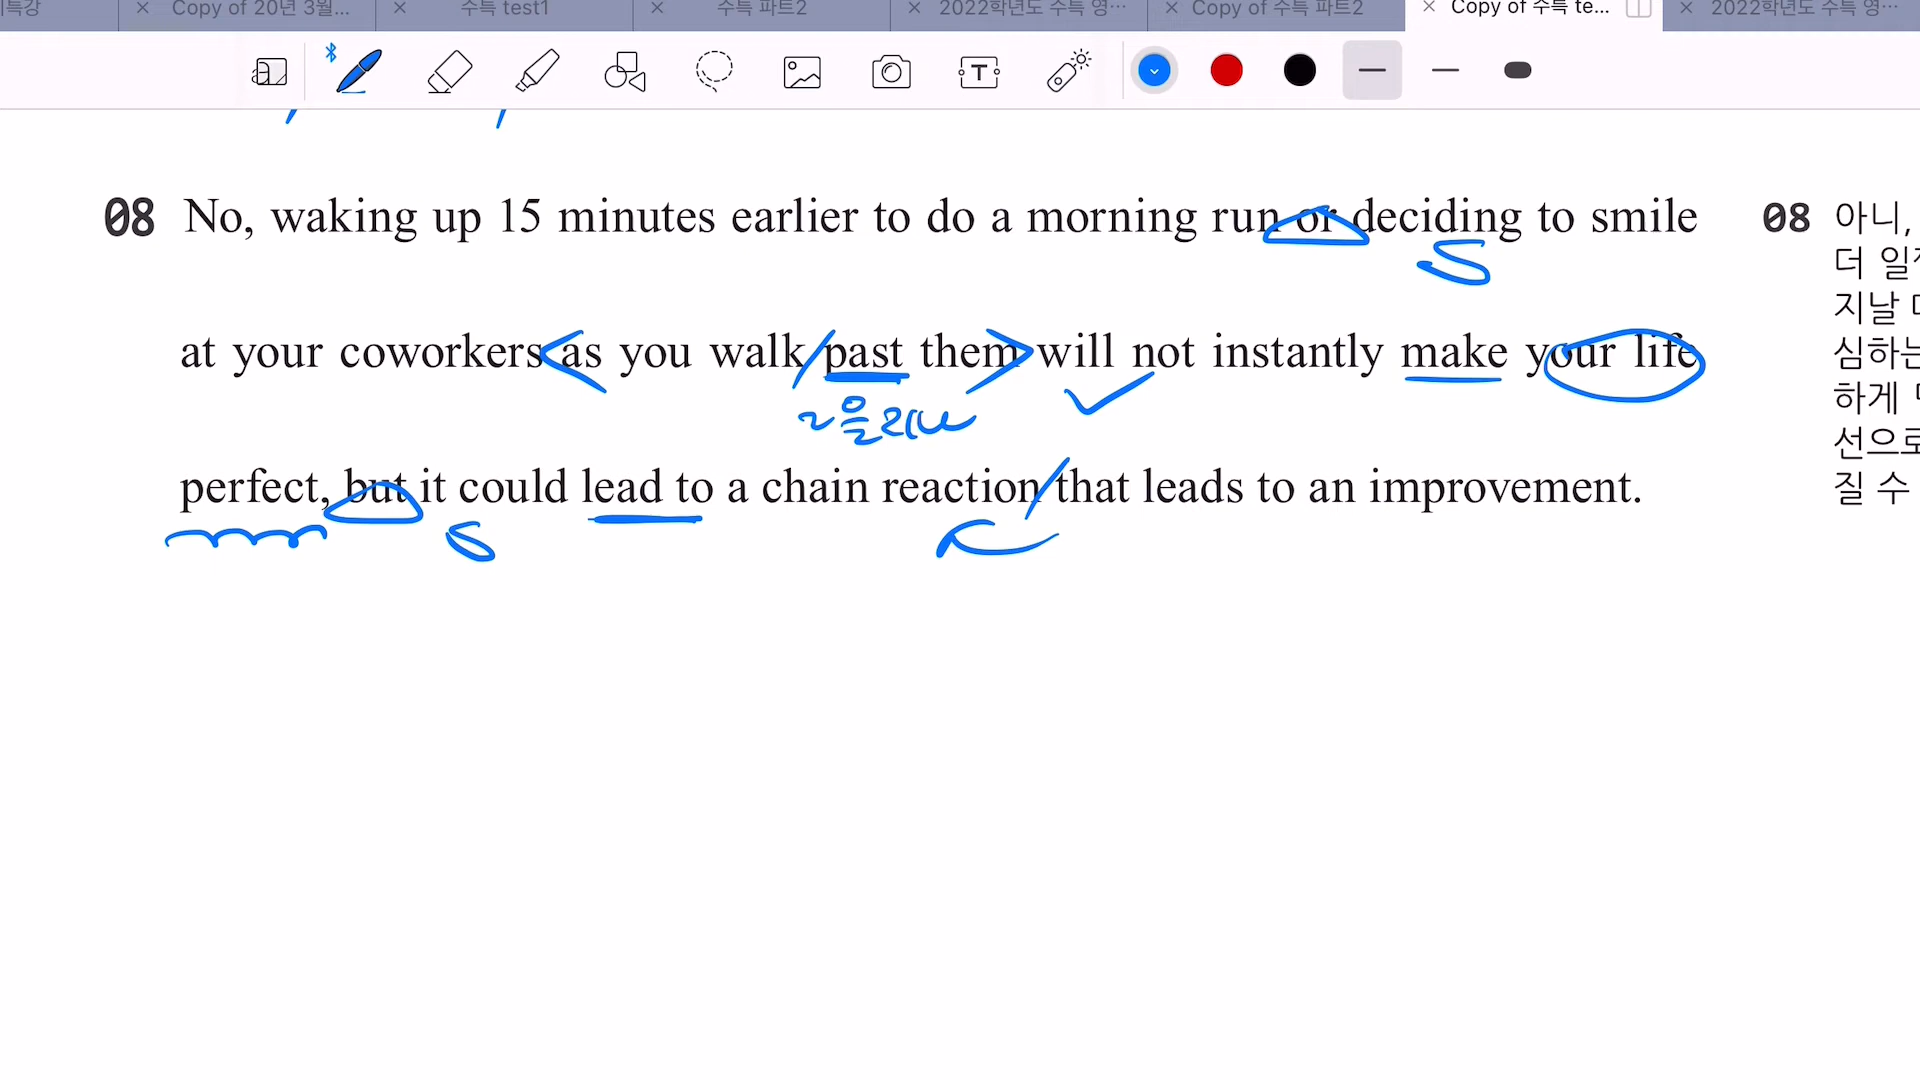 특강
Copy of 20년 3월...
수특 test1
수특 파트2
2022학년도 수특 영...
Copy of 수특 파트2
Copy of 수특 te...
2022학년도 수특 영...
T
08 No, waking up 15 minutes earlier to do a morning run or deciding to smile
S
at your coworkers as you walk past them will not instantly make your life
perfect, but it could lead to a chain reaction that leads to an improvement.
S
08 아니,
더 일
지날
심하는
하게
선으로
질 수